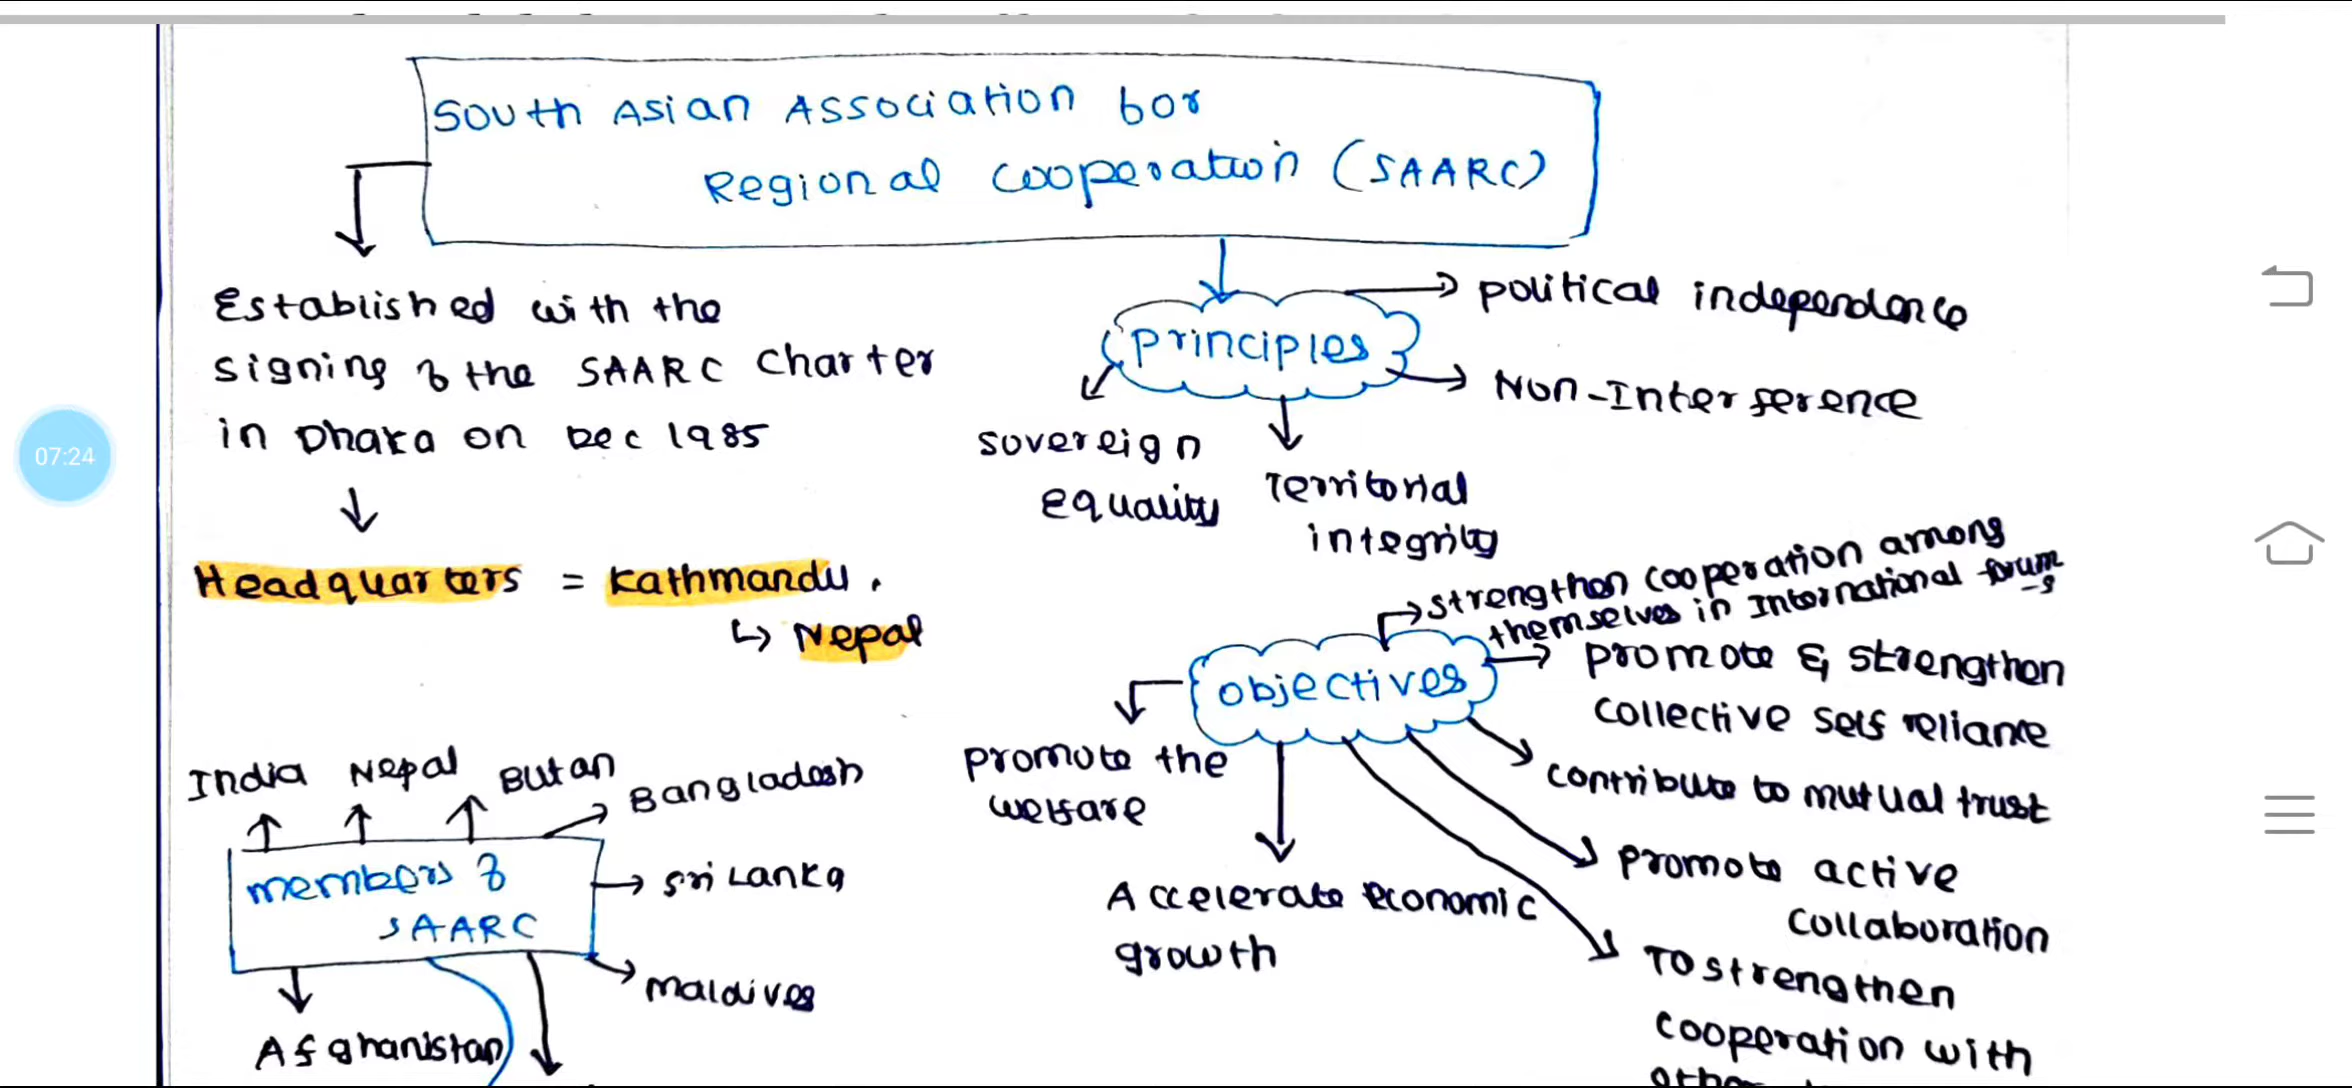 South Asian Association for
Regional Cooperation (SAARC)
Established with the
signing of the SAARC Charter
in Dhaka on Dec 1985
Headquarters = Kathmandu.
Nepal
Principles
political independence
Non-Interference
sovereign
equality
Territorial
integrity
Objectives
strengthen cooperation among
themselves in International forums
promote & strengthen
collective self reliance
contribute to mutual trust
promote active
collaboration
To strengthen
cooperation with
promote the
welfare
Accelerate economic
growth
India Nepal Butan
Bangladesh
members of
SAARC
Sri Lanka
Maldives
Afghanistan
07:24